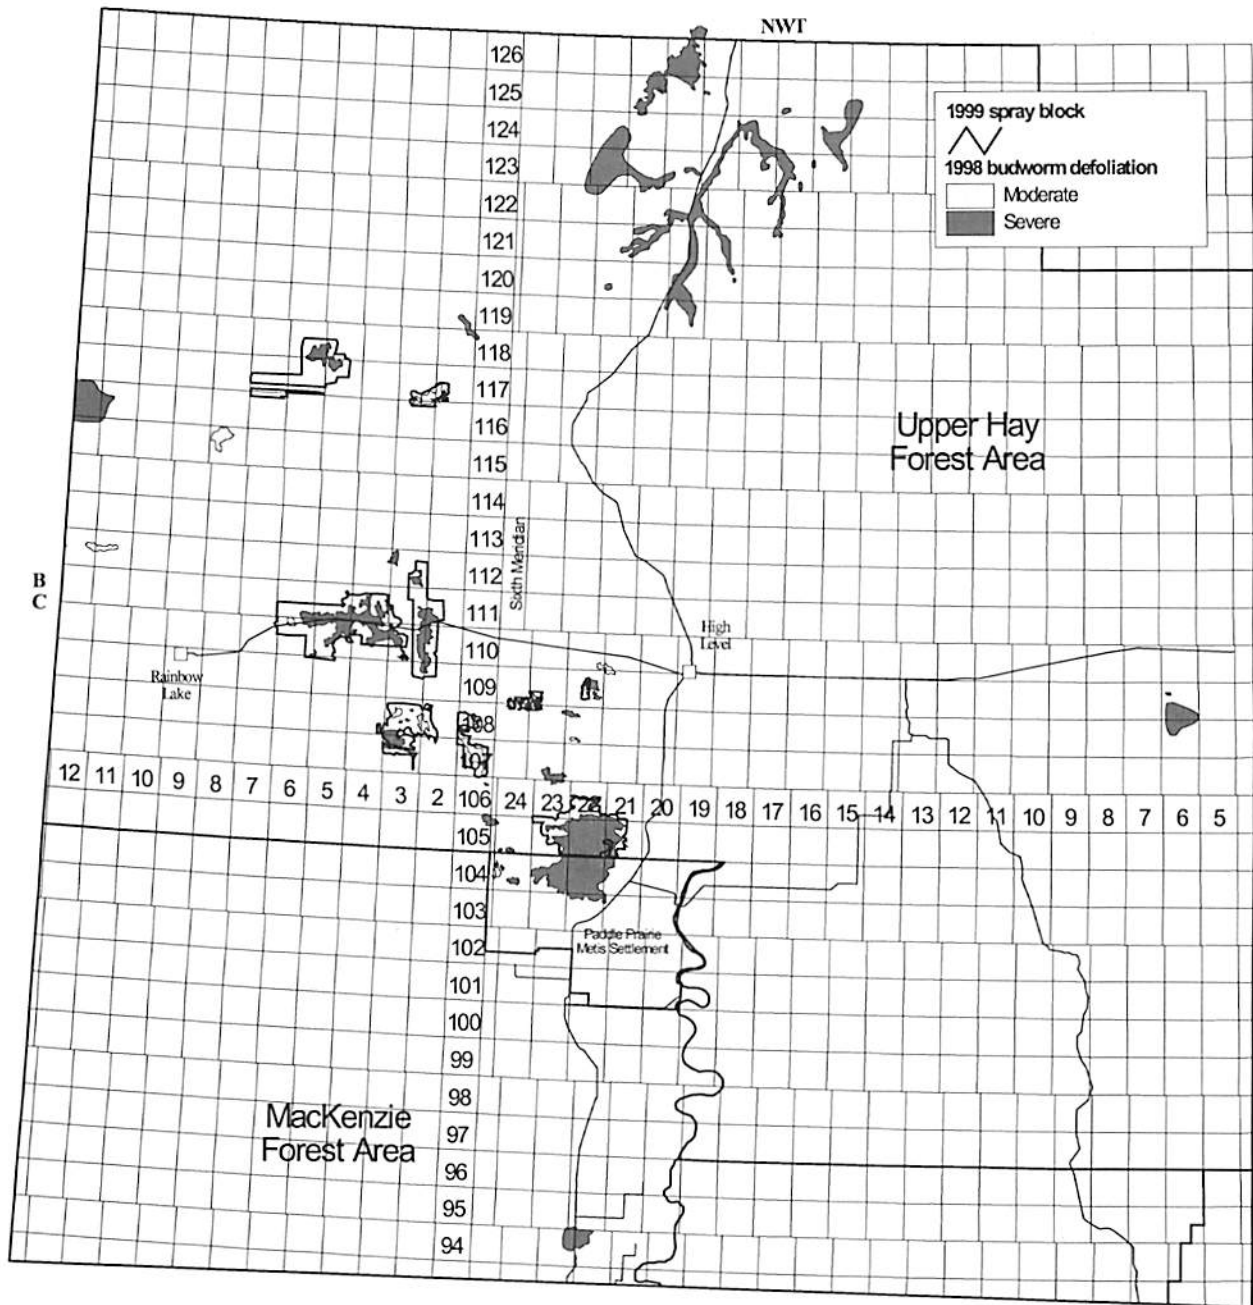 NWT
126
125
124
123
122
121
120
119
118
117
116
115
114
113
112
111
110
109
108
107
106
105
104
103
102
101
100
99
98
97
96
95
94
1999 spray block
1998 budworm defoliation
Moderate
Severe
Upper Hay
Forest Area
Sixth Meridian
B
C
High
Level
Rainbow
Lake
12 11 10 9 8 7 6 5 4 3 2
24 23 22 21 20 19 18 17 16 15 14 13 12 11 10 9 8 7 6 5
Paddle Prairie
Metis Settlement
MacKenzie
Forest Area